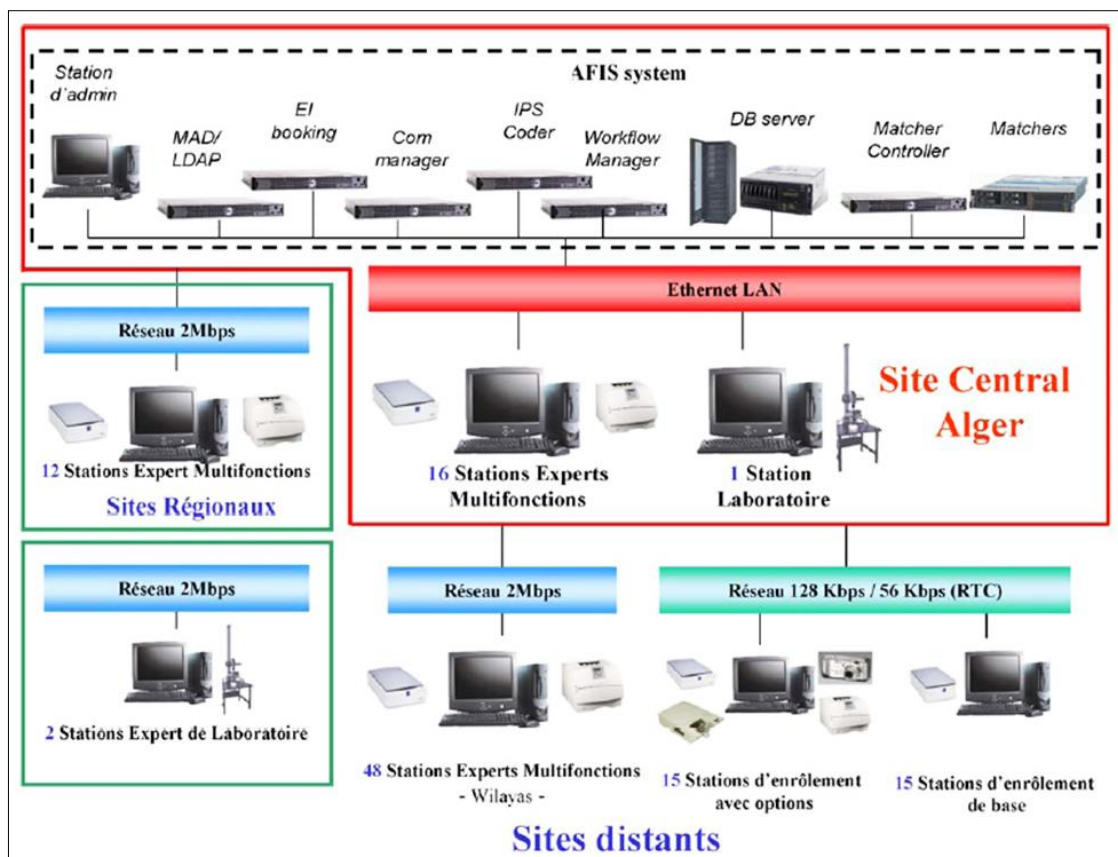 AFIS system
Station
d'admin
MAD/
LDAP
EI
booking
Com
manager
IPS
Coder
Workflow
Manager
DB server
Matcher
Controller
Matchers
Ethernet LAN
Réseau 2Mbps
12 Stations Expert Multifonctions
Sites Régionaux
16 Stations Experts
Multifonctions
1 Station
Laboratoire
Site Central
Alger
Réseau 2Mbps
2 Stations Expert de Laboratoire
Réseau 2Mbps
48 Stations Experts Multifonctions
- Wilayas -
Réseau 128 Kbps / 56 Kbps (RTC)
15 Stations d'enrôlement
avec options
15 Stations d'enrôlement
de base
Sites distants